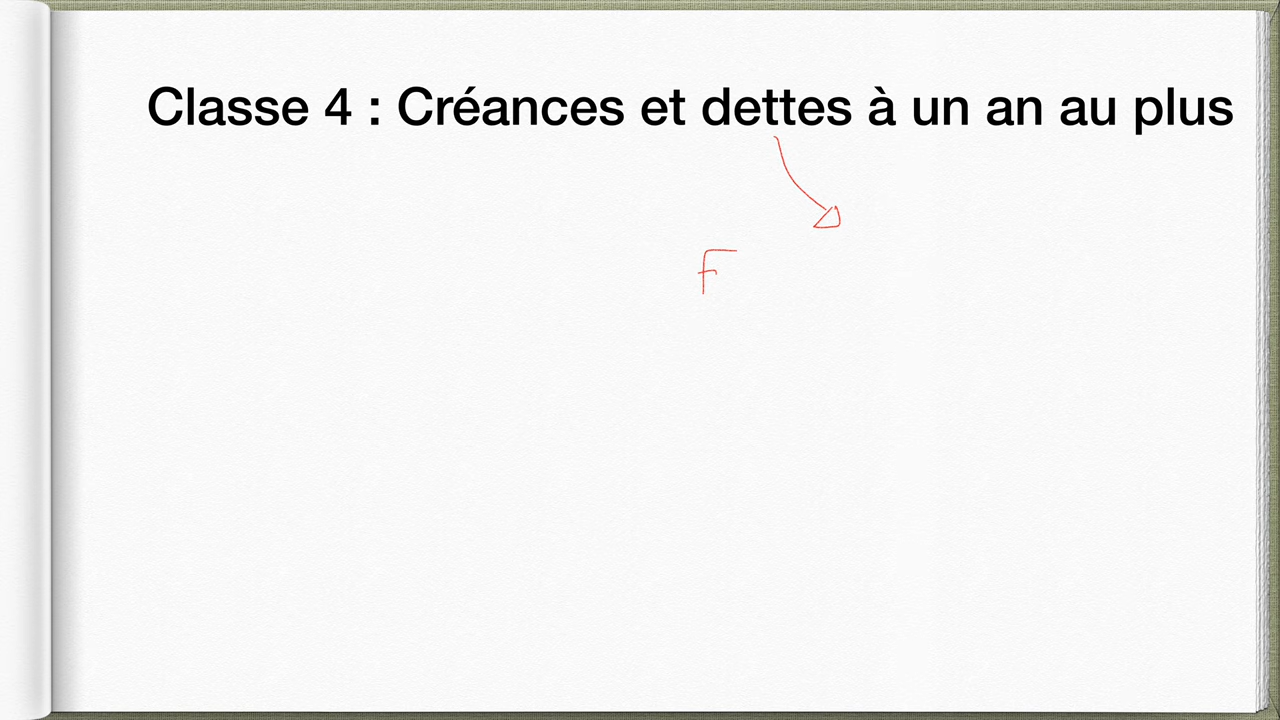 Classe 4 : Créances et dettes à un an au plus
F